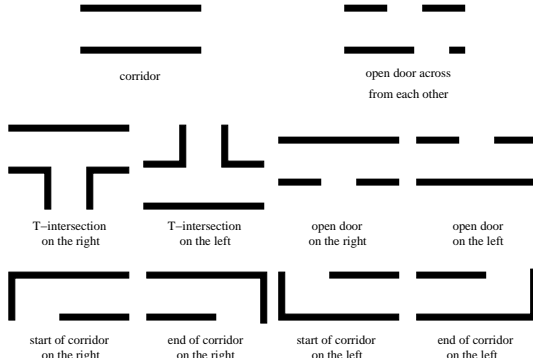 corridor
open door across
from each other
T−intersection
on the right
T−intersection
on the left
open door
on the right
open door
on the left
start of corridor
on the right
end of corridor
on the right
start of corridor
on the left
end of corridor
on the left